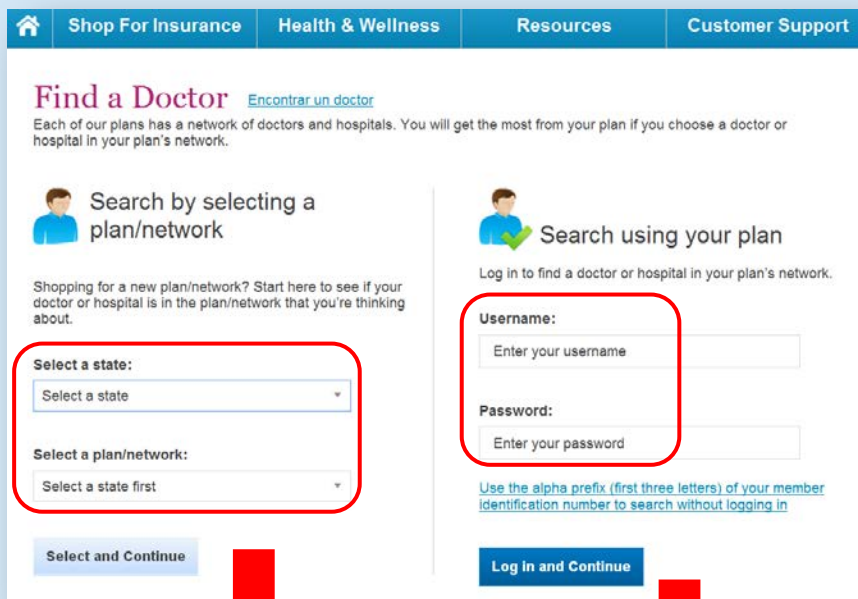 Shop For Insurance Health & Wellness Resources Customer Support
Find a Doctor Encontrar un doctor
Each of our plans has a network of doctors and hospitals. You will get the most from your plan if you choose a doctor or
hospital in your plan's network.
Search by selecting a
plan/network
Shopping for a new plan/network? Start here to see if your
doctor or hospital is in the plan/network that you're thinking
about.
Select a state:
Select a state
Select a plan/network:
Select a state first
Select and Continue
Search using your plan
Log in to find a doctor or hospital in your plan's network.
Username:
Enter your username
Password:
Enter your password
Use the alpha prefix (first three letters) of your member
identification number to search without logging in
Log in and Continue